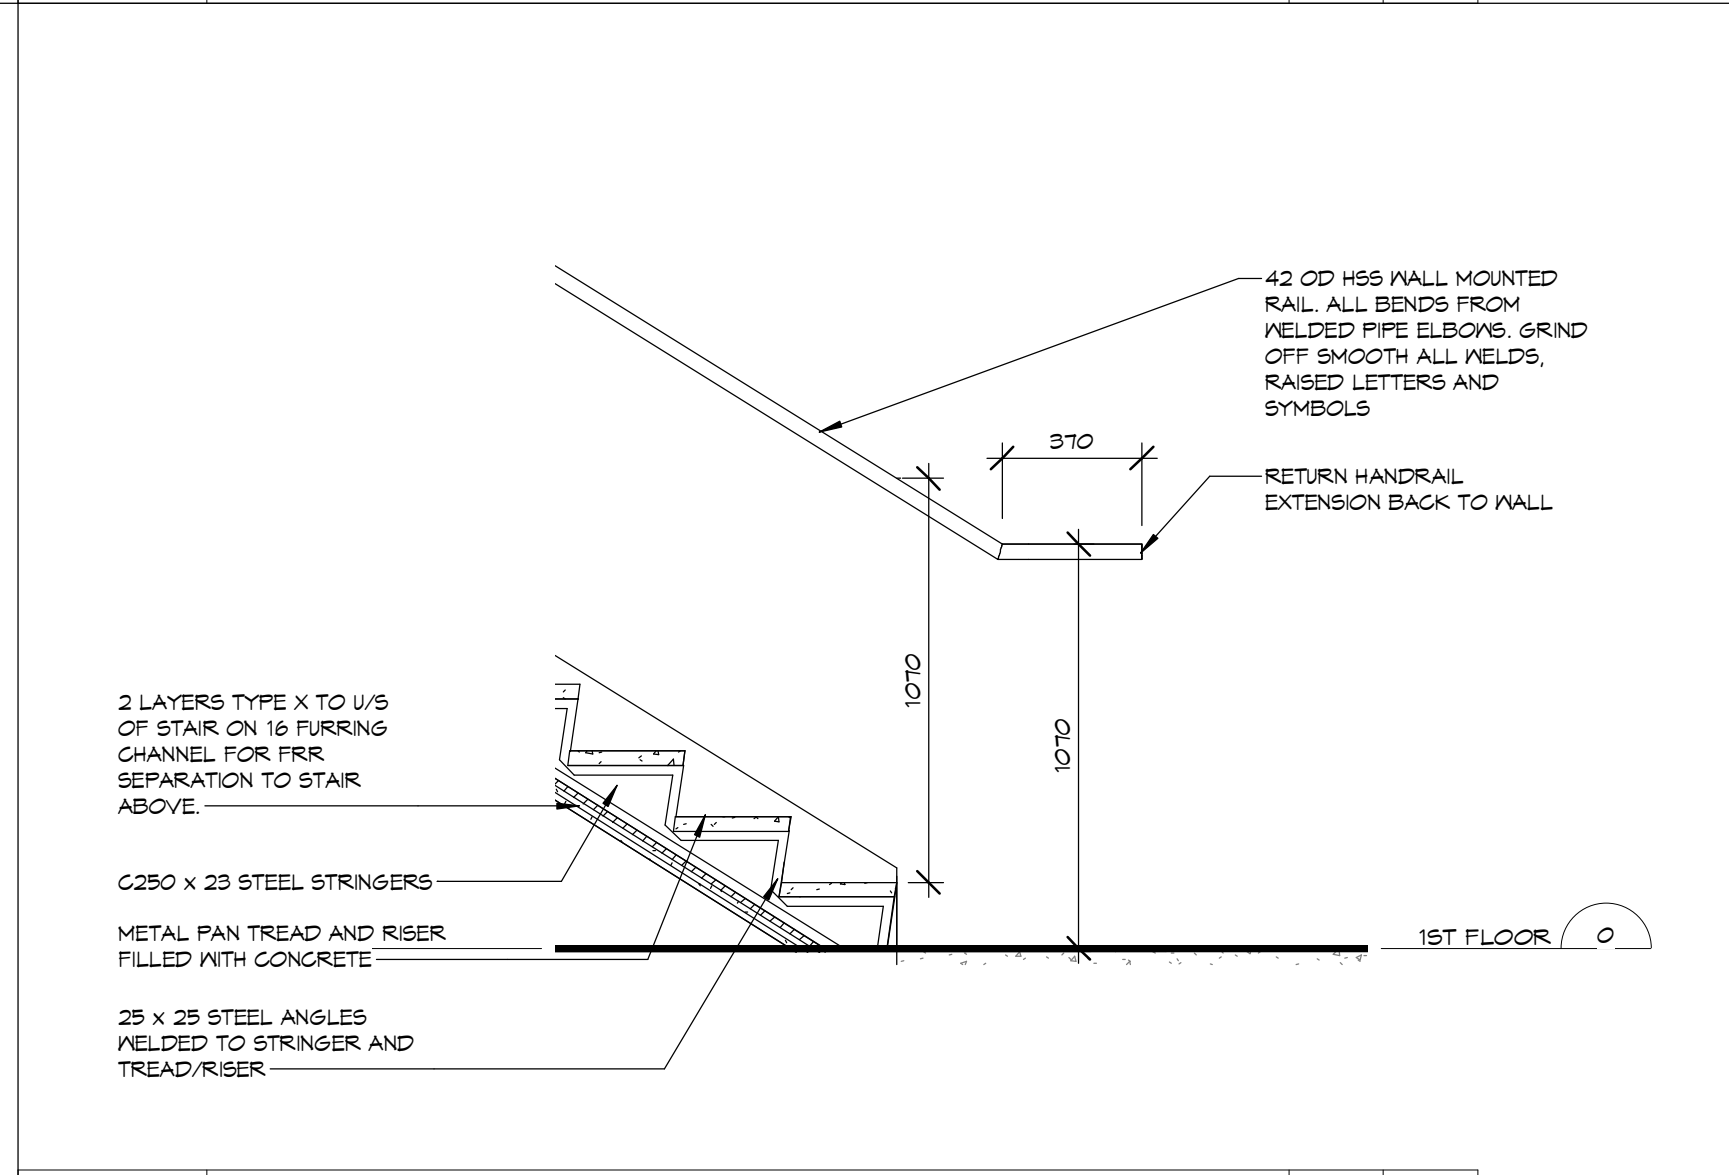 42 OD HSS WALL MOUNTED
RAIL. ALL BENDS FROM
WELDED PIPE ELBOWS. GRIND
OFF SMOOTH ALL WELDS,
RAISED LETTERS AND
SYMBOLS
370
RETURN HANDRAIL
EXTENSION BACK TO WALL
1070
1070
2 LAYERS TYPE X TO U/S
OF STAIR ON 16 FURRING
CHANNEL FOR FRR
SEPARATION TO STAIR
ABOVE.
C250 x 23 STEEL STRINGERS
METAL PAN TREAD AND RISER
FILLED WITH CONCRETE
1ST FLOOR 0
25 x 25 STEEL ANGLES
WELDED TO STRINGER AND
TREAD/RISER